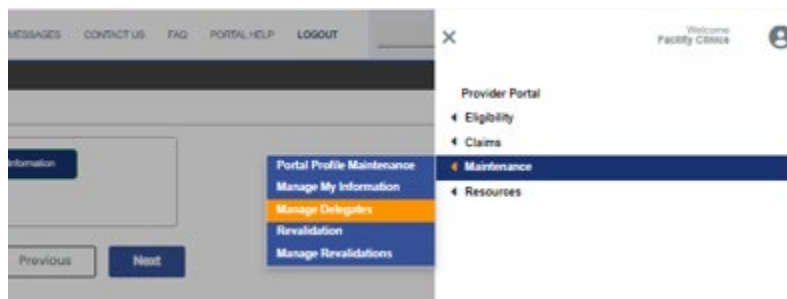 MESSAGES CONTACT US FAQ PORTAL HELP LOGOUT
Welcome
Facility Clinics
Provider Portal
Eligibility
Claims
Maintenance
Resources
Information
Portal Profile Maintenance
Manage My Information
Manage Delegates
Revalidation
Manage Revalidations
Previous Next